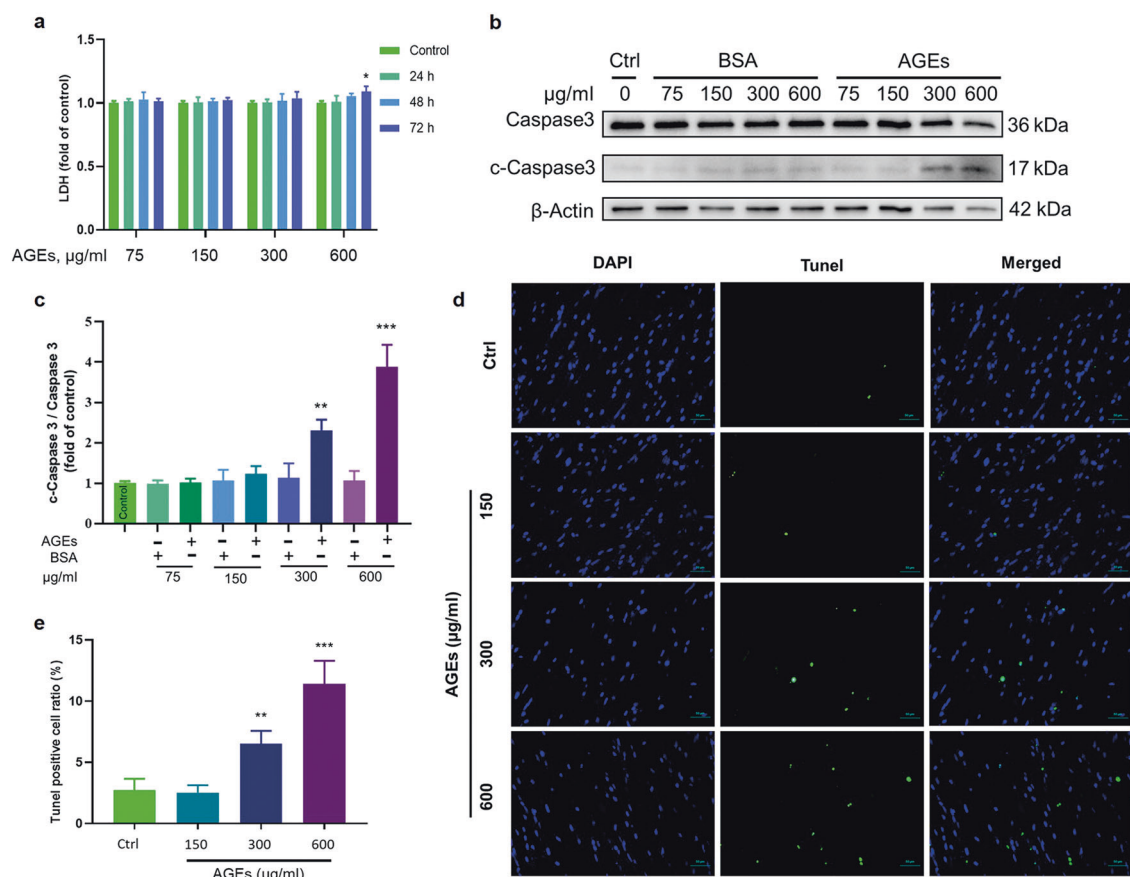 a
1.5
1.0
0.5
0.0
LDH (fold of control)
*
Control
24 h
48 h
72 h
AGEs, μg/ml
75
150
300
600
b
Ctrl
BSA
AGEs
μg/ml
0
75
150
300
600
75
150
300
600
Caspase3
36 kDa
c-Caspase3
17 kDa
β-Actin
42 kDa
c
5
4
3
2
1
0
c-Caspase 3 / Caspase 3
(fold of control)
Control
**
***
AGEs
- + - + - + - +
BSA
+ - + - + - + -
μg/ml
75
150
300
600
d
DAPI
Tunel
Merged
Ctrl
150
300
600
AGEs (μg/ml)
e
15
10
5
0
Tunel positive cell ratio (%)
**
***
Ctrl
150
300
600
AGEs (μg/ml)